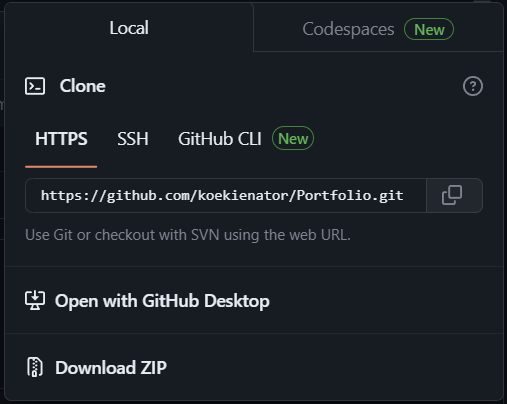 Local
Codespaces New
Clone
HTTPS SSH GitHub CLI New
https://github.com/koekienator/Portfolio.git
Use Git or checkout with SVN using the web URL.
Open with GitHub Desktop
Download ZIP